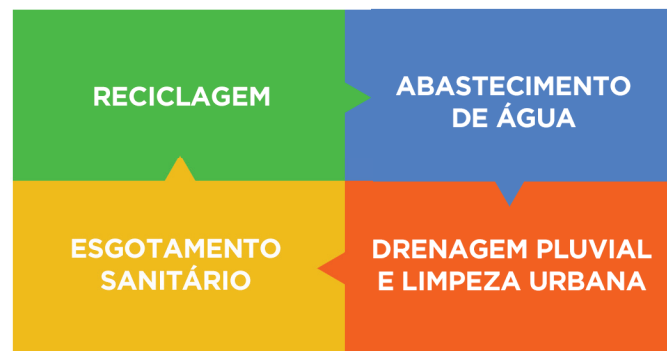 RECICLAGEM
ABASTECIMENTO
DE ÁGUA
ESGOTAMENTO
SANITÁRIO
DRENAGEM PLUVIAL
E LIMPEZA URBANA